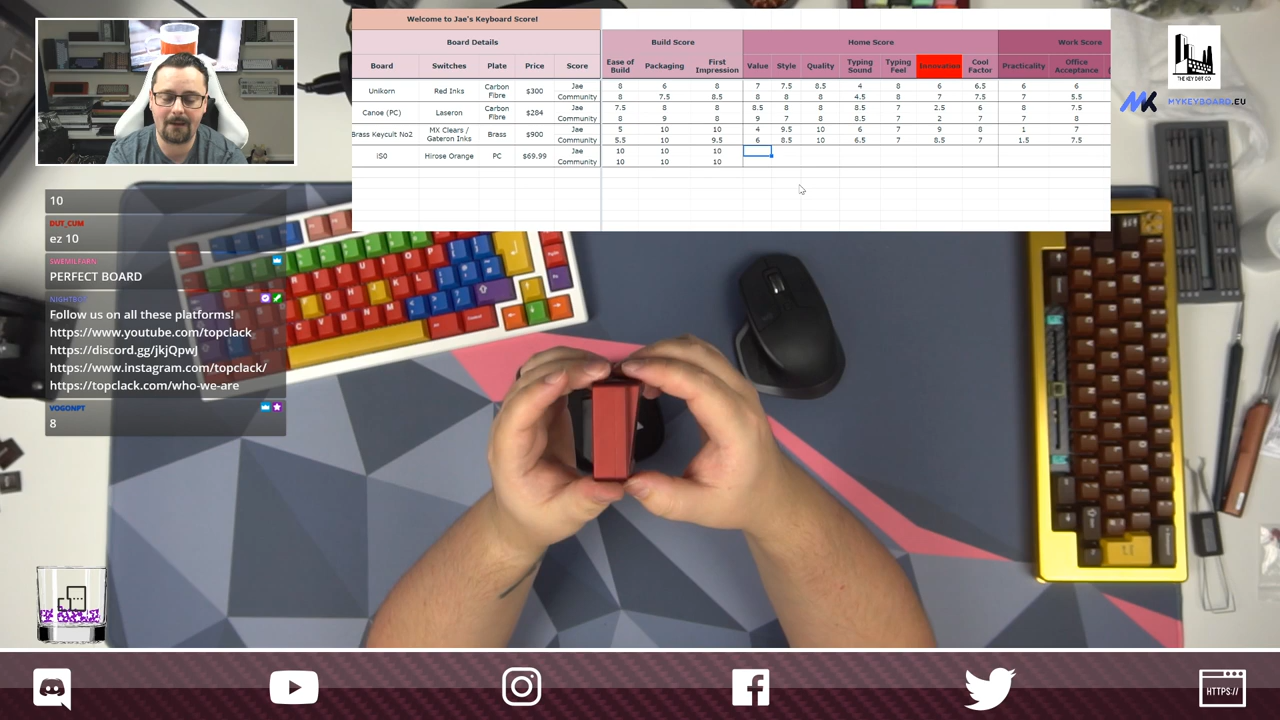 Welcome to Jae's Keyboard Score!
Board Details Build Score Home Score Work Score
Board Switches Plate Price Score Ease of Build Packaging First Impression Value Style Quality Typing Sound Typing Feel Innovation Cool Factor Practicality Office Acceptance
Unikorn Red Inks Carbon Fibre $300 Jae 8 6 8 7 7.5 8.5 4 8 6 6.5 6 6
Community 8 7.5 8.5 8 8 8 4.5 8 7 7.5 7 5.5
Canoe (PC) Laseron Carbon Fibre $284 Jae 7.5 8 8 8.5 8 8 8.5 7 2.5 6 8 7.5
Community 8 9 8 9 7 8 8.5 7 2 7 7 8
Brass Keycult No2 MX Clears / Gateron Inks Brass $900 Jae 5 10 10 4 9.5 10 6 7 9 8 1 7
Community 5.5 10 9.5 6 8.5 10 6.5 7 8.5 7 1.5 7.5
IS0 Hirose Orange PC $69.99 Jae 10 10 10
Community 10 10 10
THE KEY DOT CO
MK MYKEYBOARD.EU
10
DUT_CUM
ez 10
SWEMILFARN
PERFECT BOARD
Follow us on all these platforms!
https://www.youtube.com/topclack
https://discord.gg/jkjQpwJ
https://www.instagram.com/topclack/
https://topclack.com/who-we-are
VOGONPT
8
HTTPS://